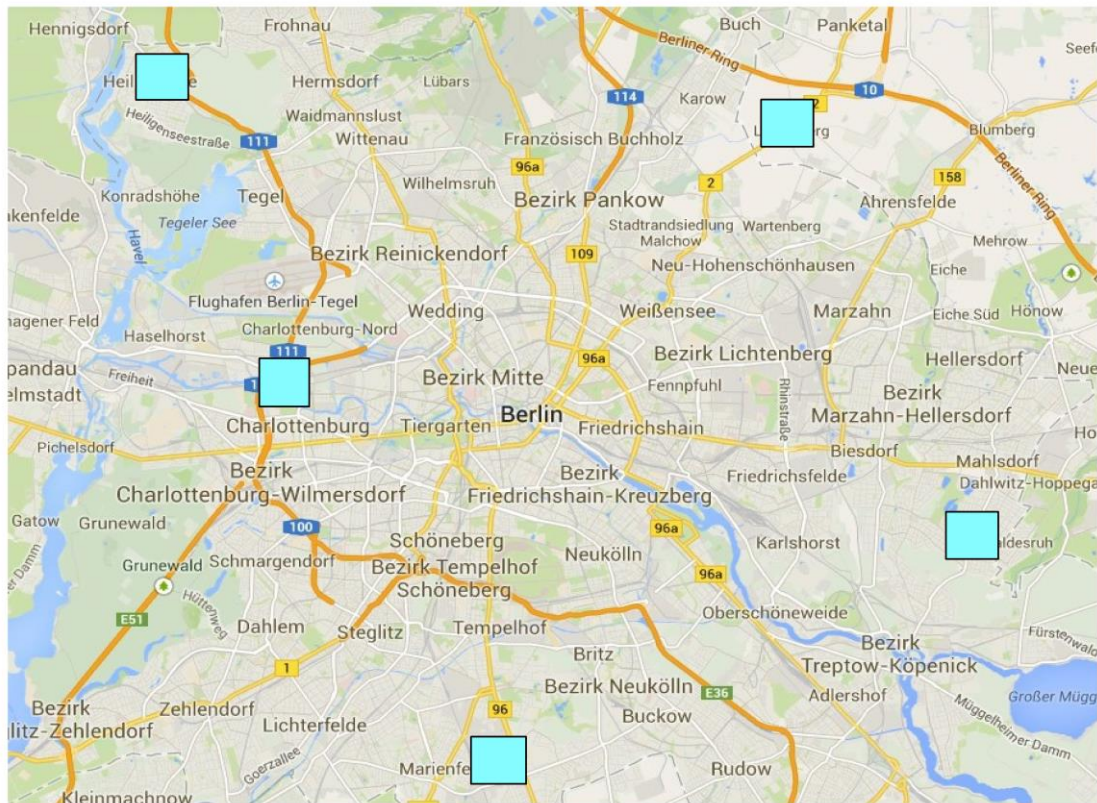 Hennigsdorf
Frohnau
Buch
Panketal
Berliner Ring
Hermsdorf
Lübars
114
Karow
10
Heiligenseestraße
Waidmannslust
Wittenau
Französisch Buchholz
Blumberg
111
96a
Berliner Ring
Konradshöhe
Tegel
Wilhelmsruh
2
158
Bezirk Pankow
Ahrensfelde
Tegeler See
Stadtrandsiedlung
Malchow
Wartenberg
Havel
Bezirk Reinickendorf
109
Mehrow
Neu-Hohenschönhausen
Eiche
Flughafen Berlin-Tegel
Wedding
Weißensee
Marzahn
Eiche Süd
Hönow
Haselhorst
Charlottenburg-Nord
111
96a
Bezirk Lichtenberg
Hellersdorf
Freiheit
Bezirk Mitte
Fennpfuhl
Rhinstraße
Bezirk
Marzahn-Hellersdorf
Berlin
Charlottenburg
Tiergarten
Friedrichshain
Pichelsdorf
Biesdorf
Mahlsdorf
Bezirk
Charlottenburg-Wilmersdorf
Bezirk
Friedrichshain-Kreuzberg
Friedrichsfelde
Gatow
Grunewald
100
96a
Schöneberg
Neukölln
Karlshorst
Grunewald
Schmargendorf
Bezirk Tempelhof
Schöneberg
96a
Hüttenweg
E51
Dahlem
Steglitz
Tempelhof
Oberschöneweide
1
Britz
Bezirk
Treptow-Köpenick
Bezirk Neukölln
E36
Adlershof
Zehlendorf
96
Lichterfelde
Buckow
Müggelheimer Damm
Bezirk
Goerzallee
Rudow
Kleinmachnow